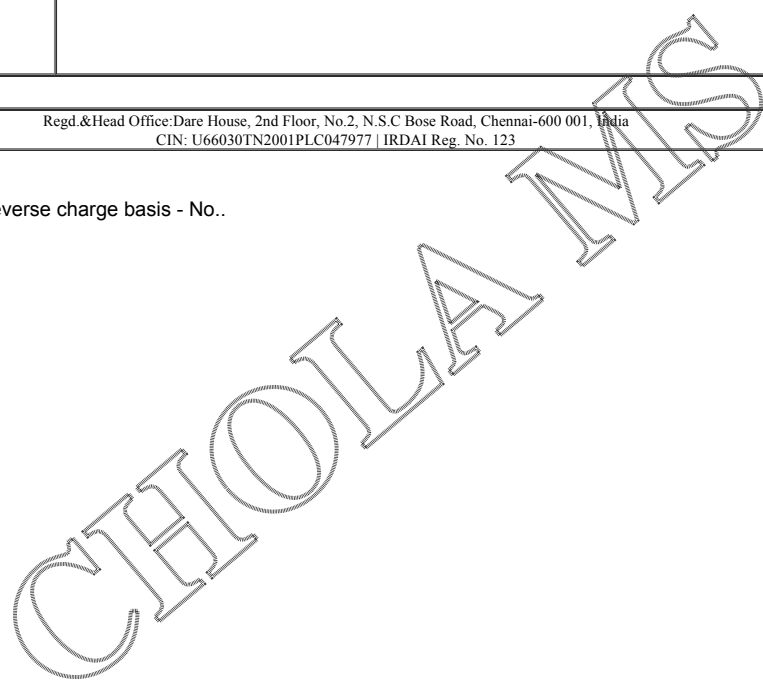 Regd.&Head Office:Dare House, 2nd Floor, No.2, N.S.C Bose Road, Chennai-600 001, India
CIN: U66030TN2001PLC047977 | IRDAI Reg. No. 123
everse charge basis - No..
CHOLA MS